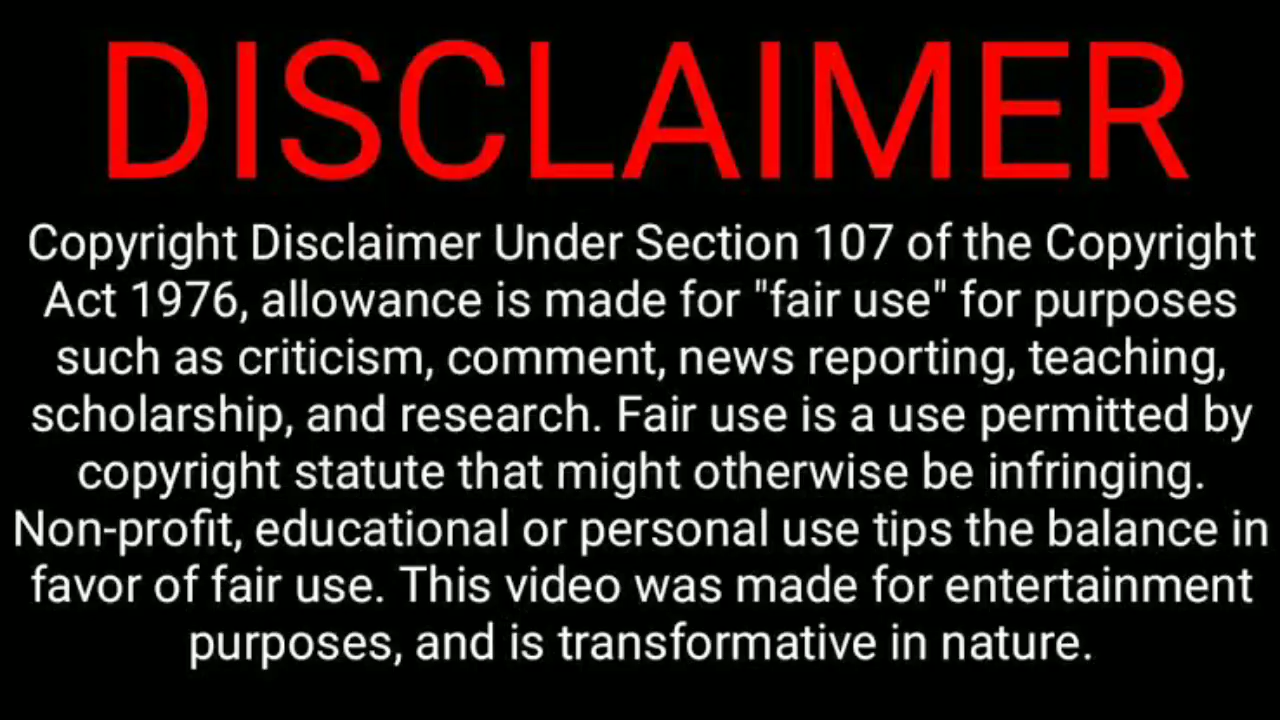 DISCLAIMER
Copyright Disclaimer Under Section 107 of the Copyright
Act 1976, allowance is made for "fair use" for purposes
such as criticism, comment, news reporting, teaching,
scholarship, and research. Fair use is a use permitted by
copyright statute that might otherwise be infringing.
Non-profit, educational or personal use tips the balance in
favor of fair use. This video was made for entertainment
purposes, and is transformative in nature.